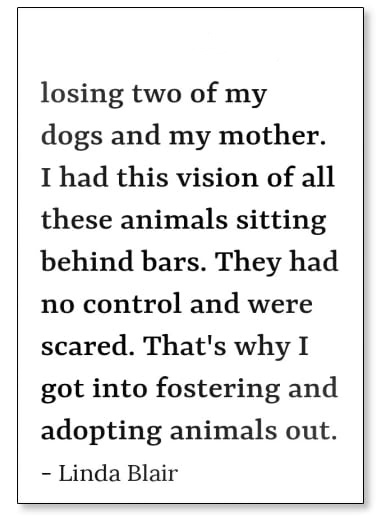 losing two of my
dogs and my mother.
I had this vision of all
these animals sitting
behind bars. They had
no control and were
scared. That's why I
got into fostering and
adopting animals out.
- Linda Blair